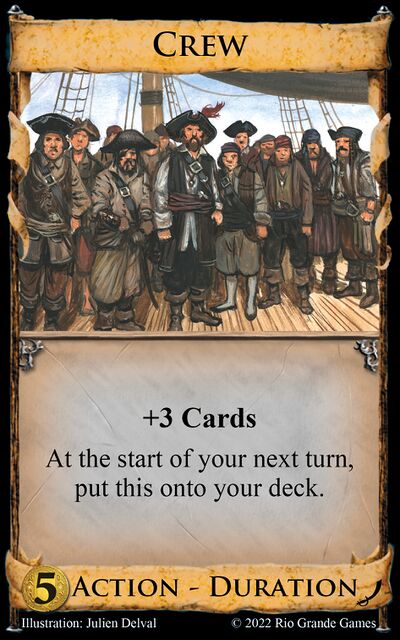 CREW
+3 Cards
At the start of your next turn,
put this onto your deck.
5 ACTION - DURATION
Illustration: Julien Delval © 2022 Rio Grande Games